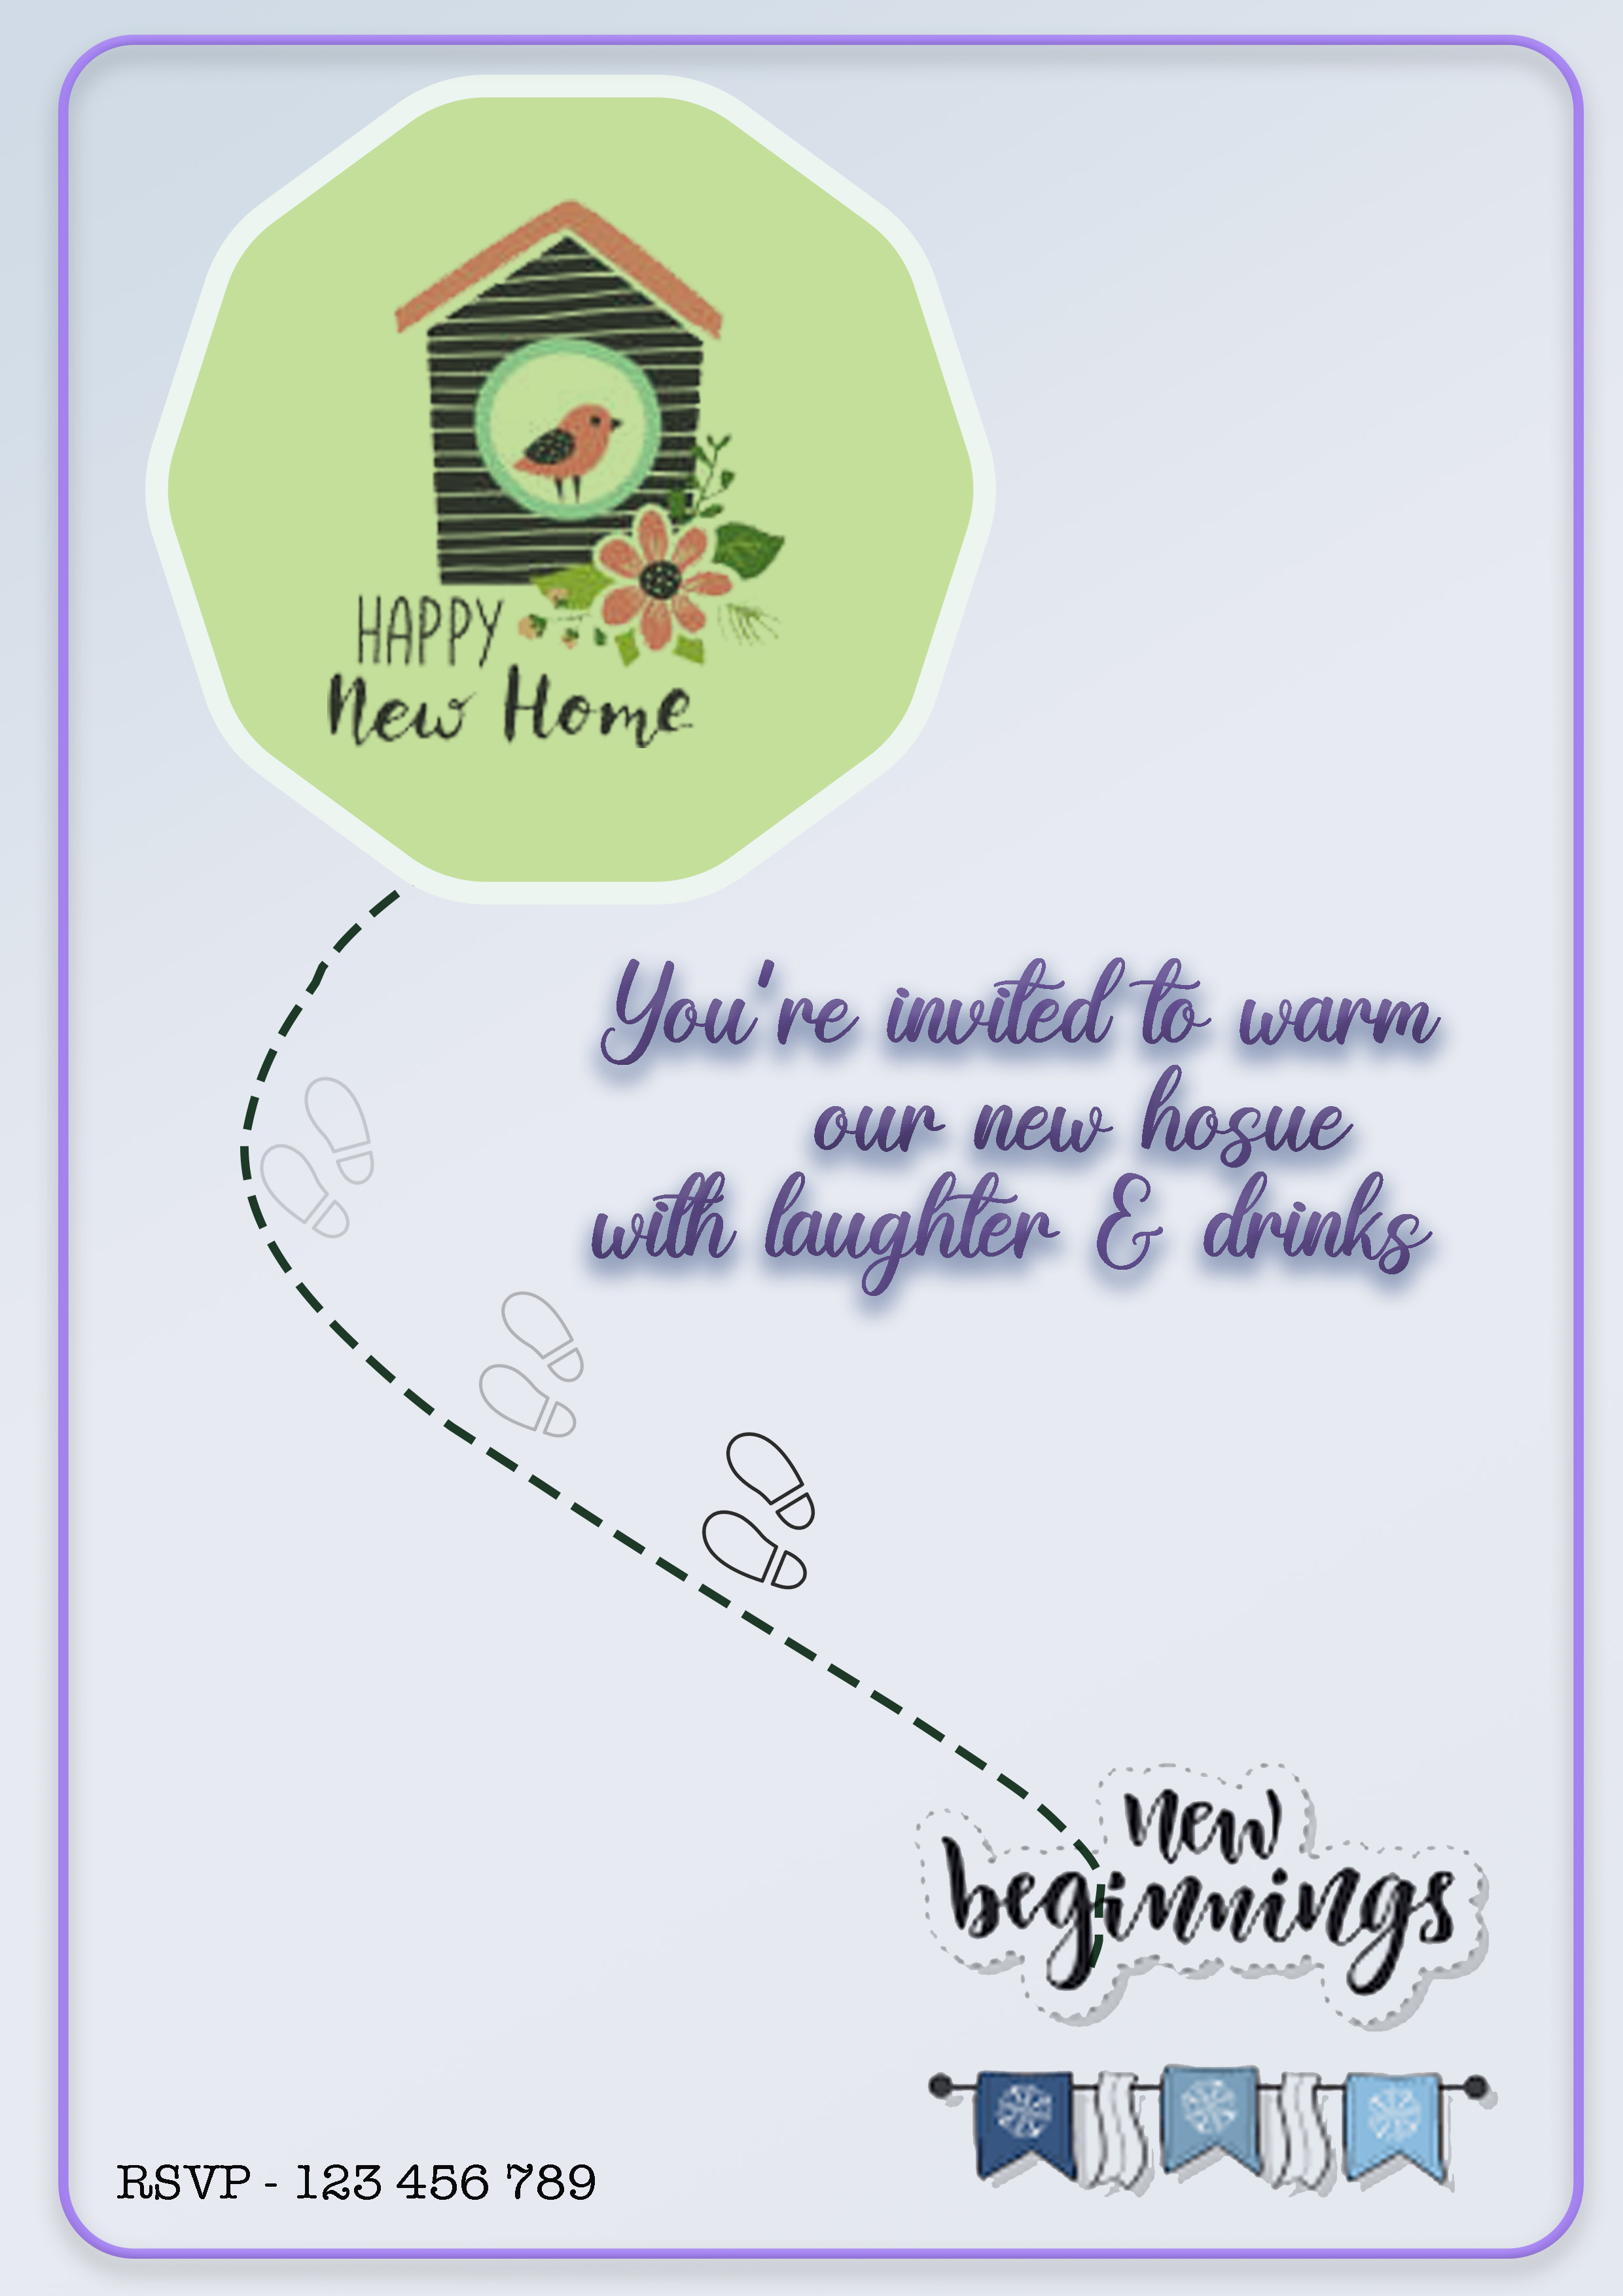 HAPPY
New Home
You're invited to warm
our new hosue
with laughter & drinks
new
beginnings
RSVP - 123 456 789